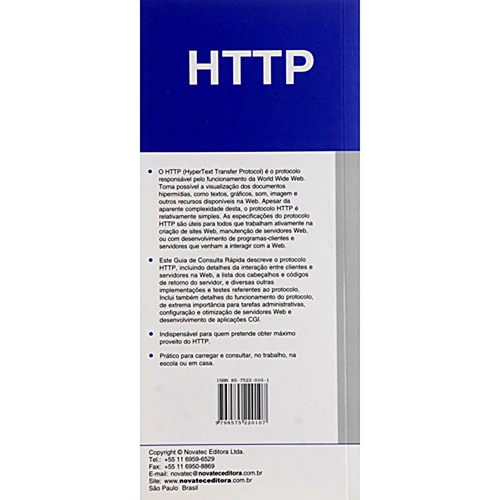 HTTP
O HTTP (HyperText Transfer Protocol) é o protocolo
responsável pelo funcionamento da World Wide Web.
Torna possível a visualização dos documentos
hipermídias, como textos, gráficos, som, imagem e
outros recursos disponíveis na Web. Apesar da
aparente complexidade desta, o protocolo HTTP é
relativamente simples. As especificações do protocolo
HTTP são úteis para todos que trabalham ativamente na
criação de sites Web, manutenção de servidores Web,
ou com desenvolvimento de programas-clientes e
servidores que venham a interagir com a Web.
Este Guia de Consulta Rápida descreve o protocolo
HTTP, incluindo detalhes da interação entre clientes e
servidores na Web, a lista dos cabeçalhos e códigos
de retorno do servidor, e diversas outras
implementações e testes referentes ao protocolo.
Inclui também detalhes do funcionamento do protocolo,
de extrema importância para tarefas administrativas,
configuração e otimização de servidores Web e
desenvolvimento de aplicações CGI.
Indispensável para quem pretende obter máximo
proveito do HTTP.
Prático para carregar e consultar, no trabalho, na
escola ou em casa.
ISBN 85-7522-010-1
9788575220107
Copyright © Novatec Editora Ltda.
Tel.: +55 11 6959-6529
Fax: +55 11 6950-8869
E-mail: novatec@novateceditora.com.br
Site: www.novateceditora.com.br
São Paulo Brasil